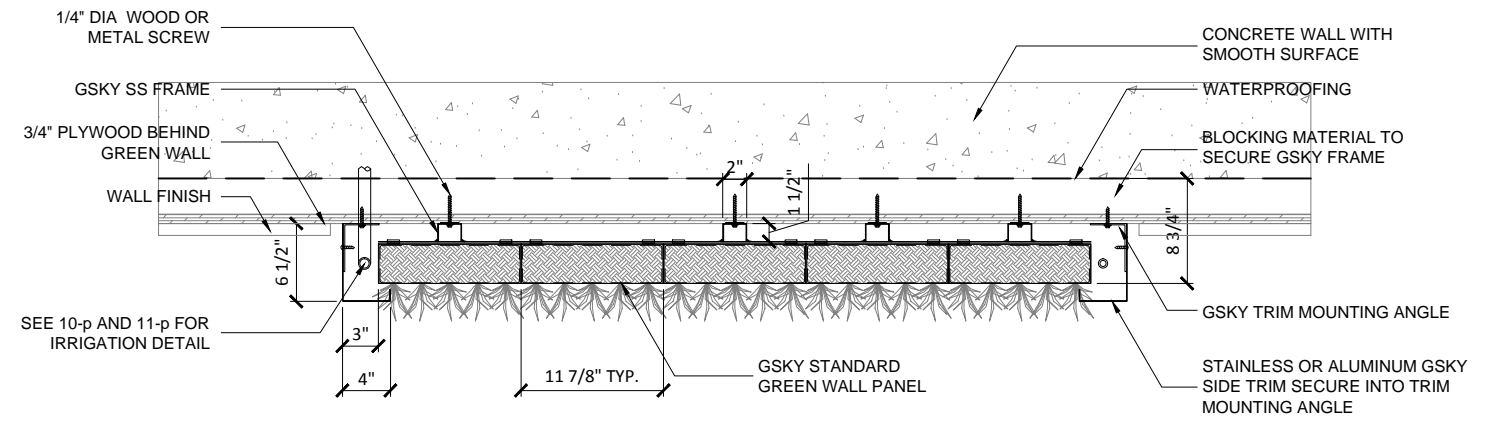 1/4" DIA WOOD OR
METAL SCREW
GSKY SS FRAME
3/4" PLYWOOD BEHIND
GREEN WALL
WALL FINISH
6 1/2"
SEE 10-p AND 11-p FOR
IRRIGATION DETAIL
3"
4"
11 7/8" TYP.
2"
1 1/2"
GSKY STANDARD
GREEN WALL PANEL
CONCRETE WALL WITH
SMOOTH SURFACE
WATERPROOFING
BLOCKING MATERIAL TO
SECURE GSKY FRAME
8 3/4"
GSKY TRIM MOUNTING ANGLE
STAINLESS OR ALUMINUM GSKY
SIDE TRIM SECURE INTO TRIM
MOUNTING ANGLE